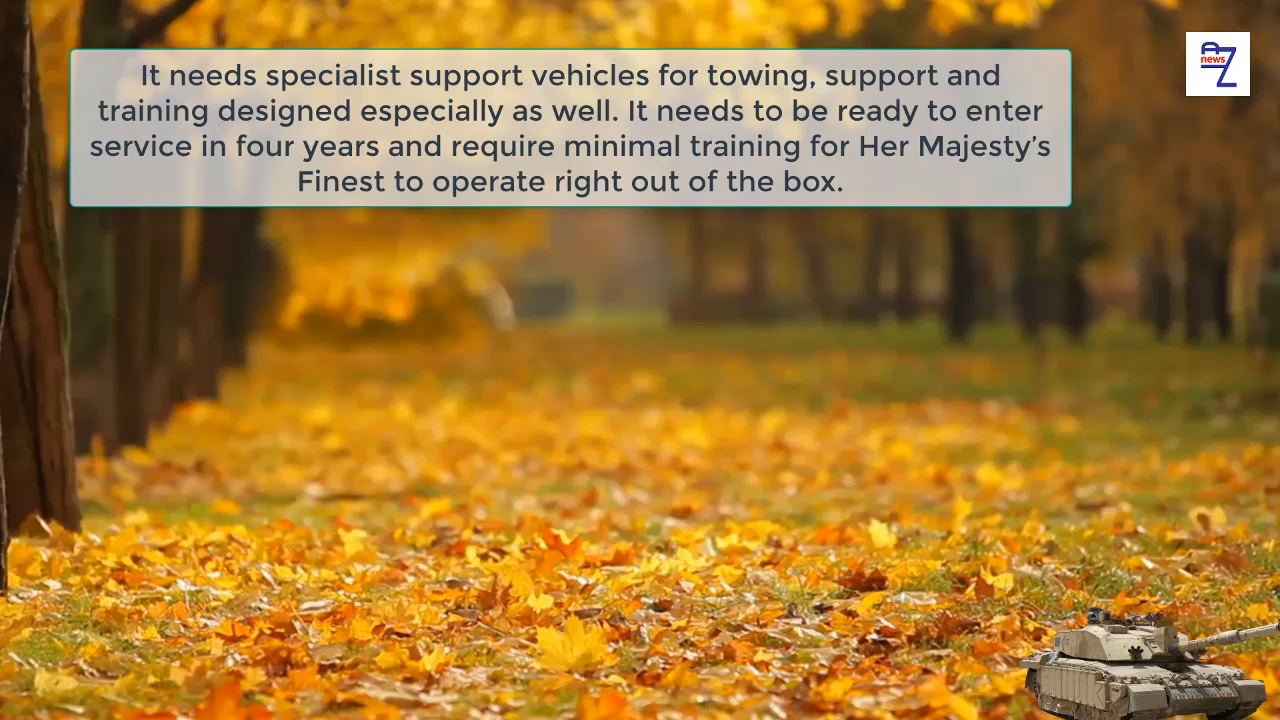 It needs specialist support vehicles for towing, support and
training designed especially as well. It needs to be ready to enter
service in four years and require minimal training for Her Majesty’s
Finest to operate right out of the box.
A
news
Z